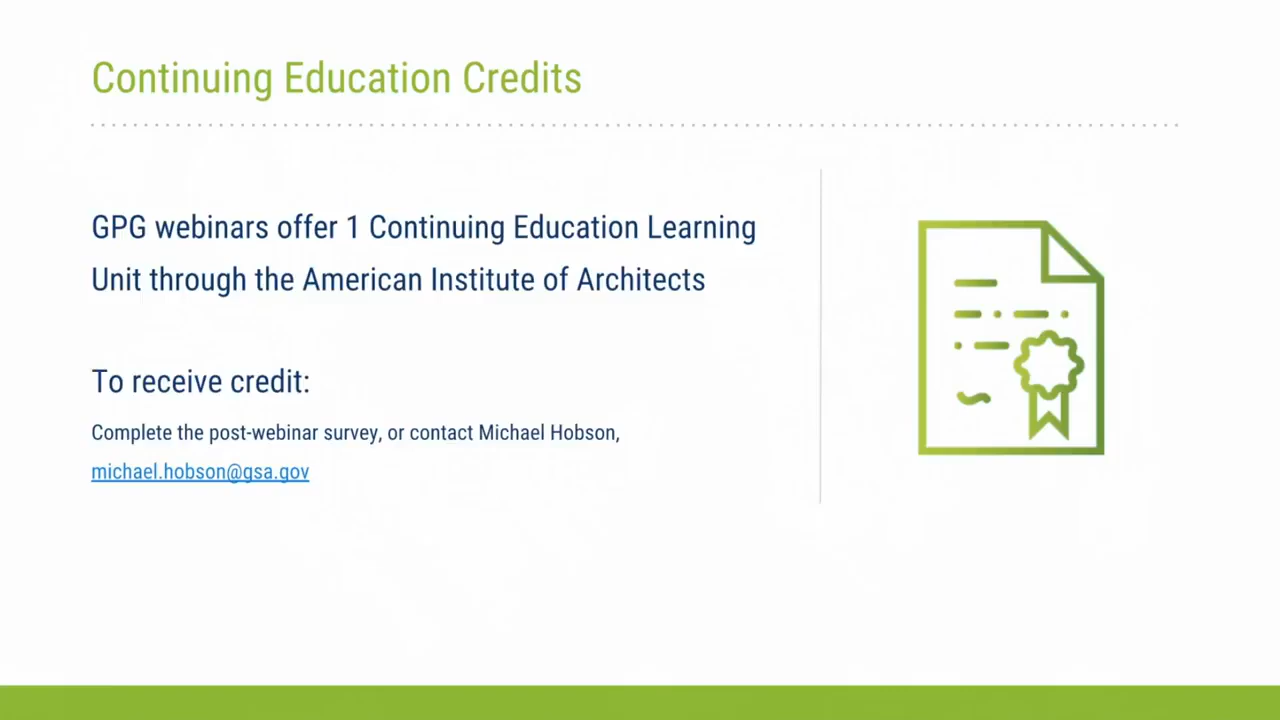 Continuing Education Credits
GPG webinars offer 1 Continuing Education Learning
Unit through the American Institute of Architects
To receive credit:
Complete the post-webinar survey, or contact Michael Hobson,
michael.hobson@gsa.gov